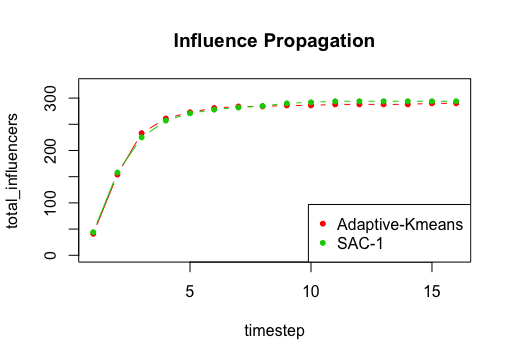 Influence Propagation
total_influencers
300
200
100
0
Adaptive-Kmeans
SAC-1
5 10 15
timestep